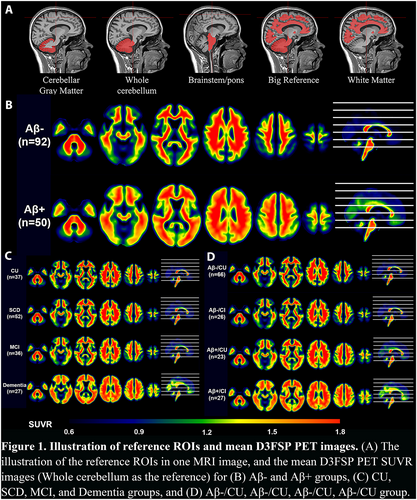 A
Cerebellar
Gray Matter
Whole
cerebellum
Brainstem/pons
Big Reference
White Matter
B
Aβ-
(n=92)
Aβ+
(n=50)
C
CU
(n=37)
SCD
(n=52)
MCI
(n=36)
Dementia
(n=27)
D
Aβ-/CU
(n=66)
Aβ-/CI
(n=26)
Aβ+/CU
(n=23)
Aβ+/CI
(n=27)
SUVR
0.6 0.9 1.2 1.5 1.8
Figure 1. Illustration of reference ROIs and mean D3FSP PET images. (A) The
illustration of the reference ROIs in one MRI image, and the mean D3FSP PET SUVR
images (Whole cerebellum as the reference) for (B) Aβ- and Aβ+ groups, (C) CU,
SCD, MCI, and Dementia groups, and (D) Aβ-/CU, Aβ-/CI, Aβ+/CU, Aβ-/CU group.